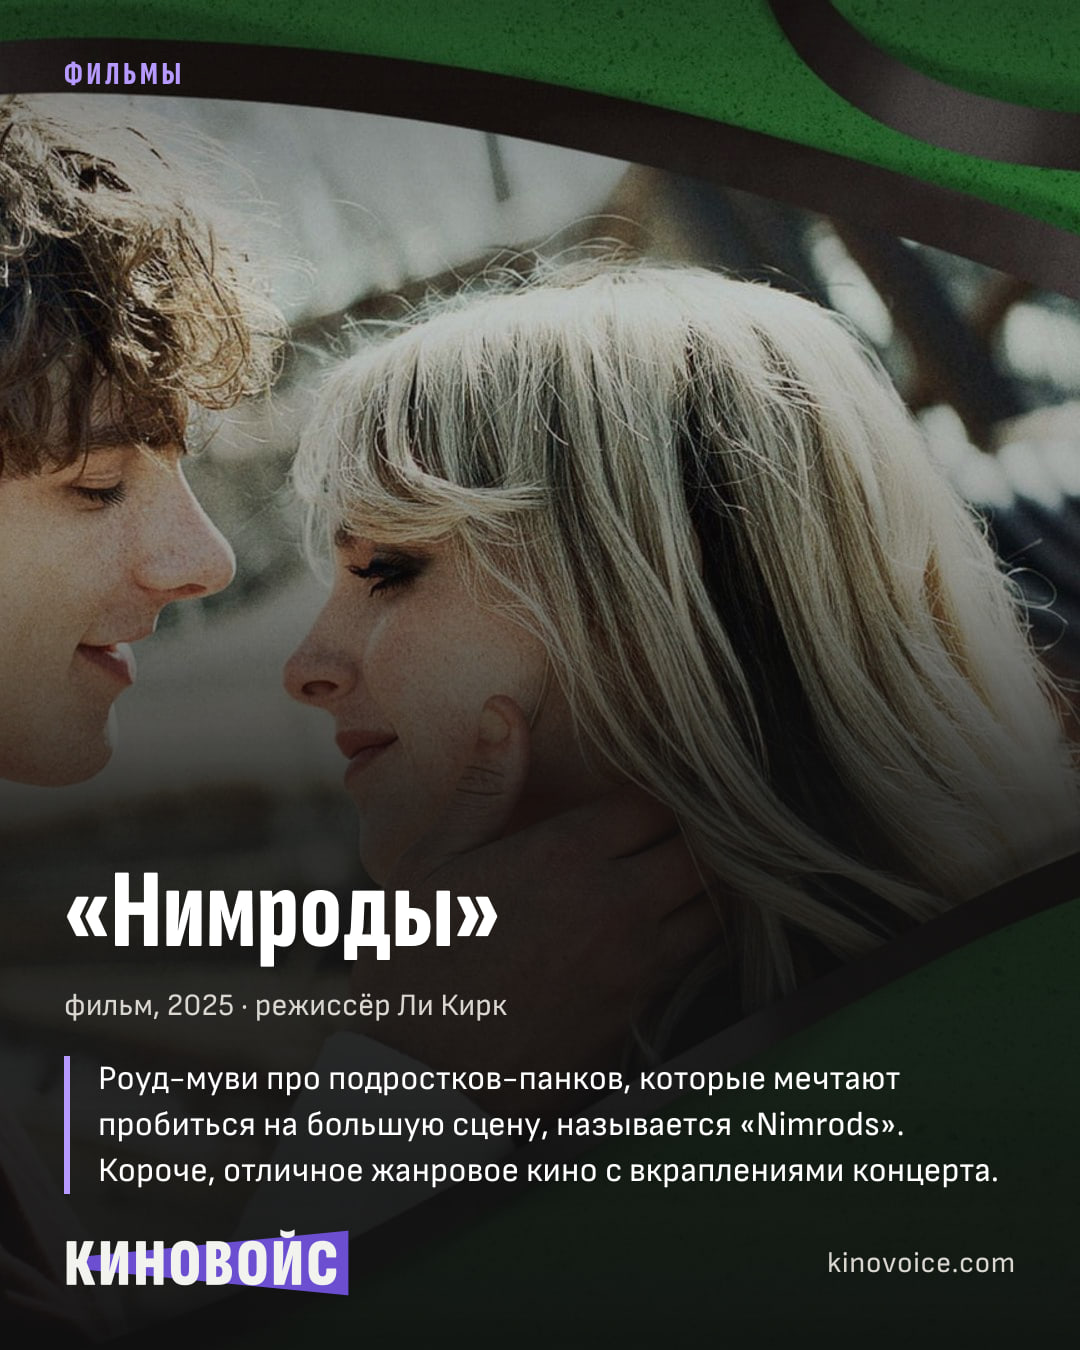 ФИЛЬМЫ
«Нимроды»
фильм, 2025 · режиссёр Ли Кирк
Роуд-муви про подростков-панков, которые мечтают
пробиться на большую сцену, называется «Nimrods».
Короче, отличное жанровое кино с вкраплениями концерта.
КИНОВОЙС
kinovoice.com